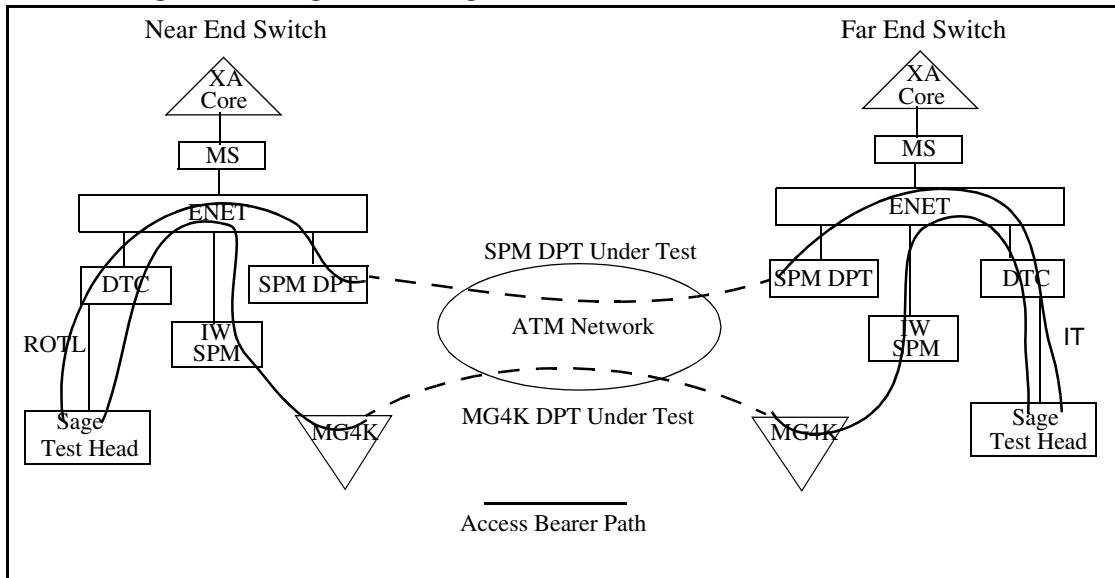 Near End Switch
Far End Switch
XA
Core
XA
Core
MS
MS
ENET
ENET
SPM DPT Under Test
DTC
SPM DPT
SPM DPT
DTC
ATM Network
ROTL
IW
SPM
IW
SPM
IT
MG4K DPT Under Test
Sage
Test Head
MG4K
MG4K
Sage
Test Head
Access Bearer Path